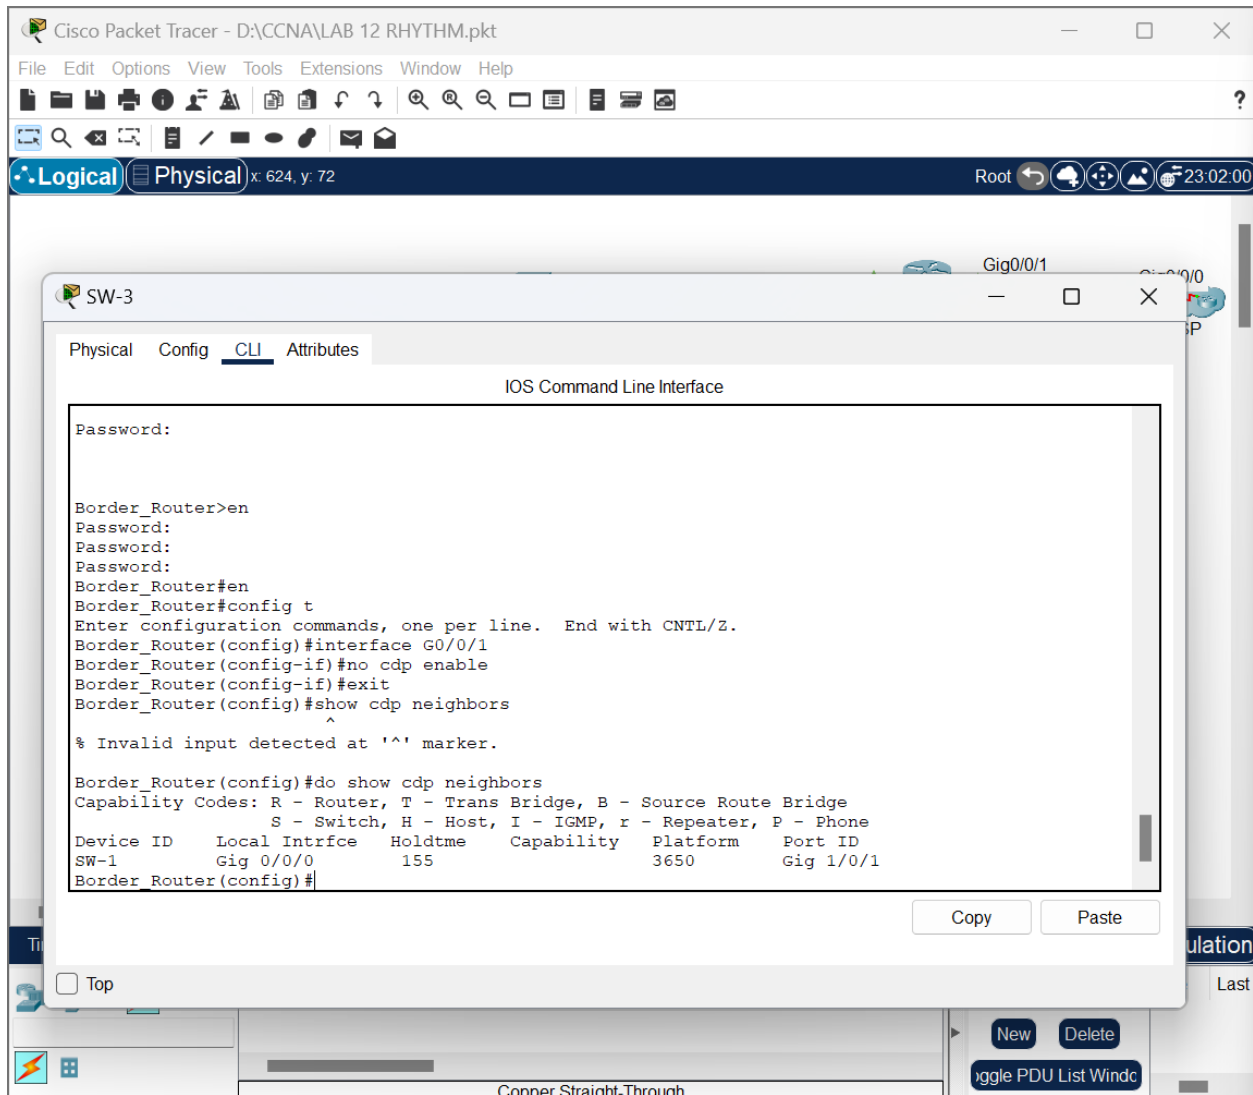 Cisco Packet Tracer - D:\CCNA\LAB 12 RHYTHM.pkt
File Edit Options View Tools Extensions Window Help
?
Logical Physical x: 624, y: 72 Root 23:02:00
Gig0/0/1
SW-3
Physical Config CLI Attributes
IOS Command Line Interface
Password:
Border_Router>en
Password:
Password:
Password:
Border_Router#en
Border_Router#config t
Enter configuration commands, one per line.  End with CNTL/Z.
Border_Router(config)#interface G0/0/1
Border_Router(config-if)#no cdp enable
Border_Router(config-if)#exit
Border_Router(config)#show cdp neighbors
^
% Invalid input detected at '^' marker.
Border_Router(config)#do show cdp neighbors
Capability Codes: R - Router, T - Trans Bridge, B - Source Route Bridge
S - Switch, H - Host, I - IGMP, r - Repeater, P - Phone
Device ID    Local Intrfce   Holdtme    Capability   Platform    Port ID
SW-1         Gig 0/0/0        155                    3650        Gig 1/0/1
Border_Router(config)#
Copy Paste
Top
Last
New Delete
Copper Straight-Through